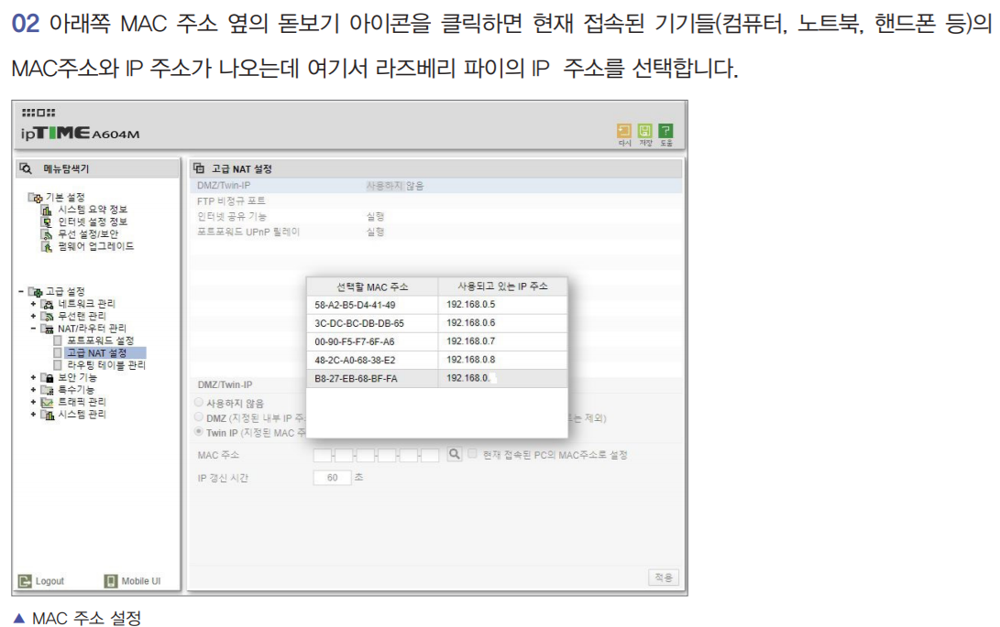 02 아래쪽 MAC 주소 옆의 돋보기 아이콘을 클릭하면 현재 접속된 기기들(컴퓨터, 노트북, 핸드폰 등)의
MAC주소와 IP 주소가 나오는데 여기서 라즈베리 파이의 IP 주소를 선택합니다.
ipTIME A604M
다시 저장 도움
메뉴탐색기
기본 설정
시스템 요약 정보
인터넷 설정 정보
무선 설정/보안
펌웨어 업그레이드
고급 설정
네트워크 관리
무선랜 관리
NAT/라우터 관리
포트포워드 설정
고급 NAT 설정
라우팅 테이블 관리
보안 기능
특수기능
트래픽 관리
시스템 관리
Logout Mobile UI
고급 NAT 설정
DMZ/Twin-IP 사용하지 않음
FTP 비정규 포트
인터넷 공유 기능 실행
포트포워드 UPnP 릴레이 실행
선택할 MAC 주소 사용되고 있는 IP 주소
58-A2-B5-D4-41-49 192.168.0.5
3C-DC-BC-DB-DB-65 192.168.0.6
00-90-F5-F7-6F-A6 192.168.0.7
48-2C-A0-68-38-E2 192.168.0.8
B8-27-EB-68-BF-FA 192.168.0.
DMZ/Twin-IP
사용하지 않음
DMZ (지정된 내부 IP 주 는 제외)
Twin IP (지정된 MAC 주
MAC 주소 - - - - - 현재 접속된 PC의 MAC주소로 설정
IP 갱신 시간 60 초
적용
▲ MAC 주소 설정